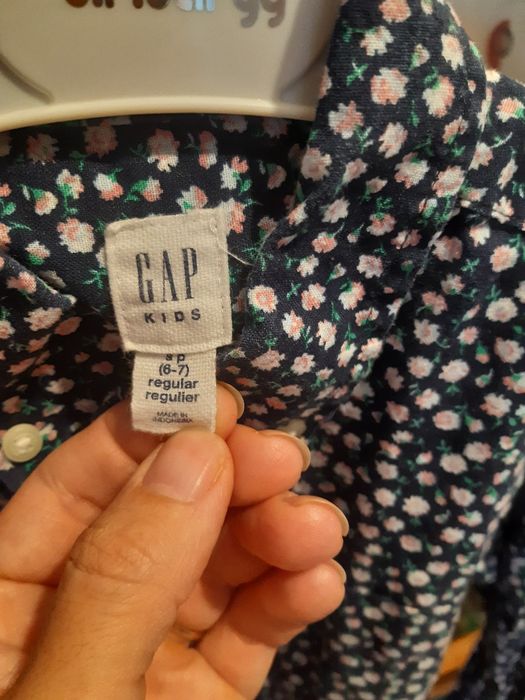 GAP
KIDS
s p
(6-7)
regular
regulier
MADE IN
INDONESIA